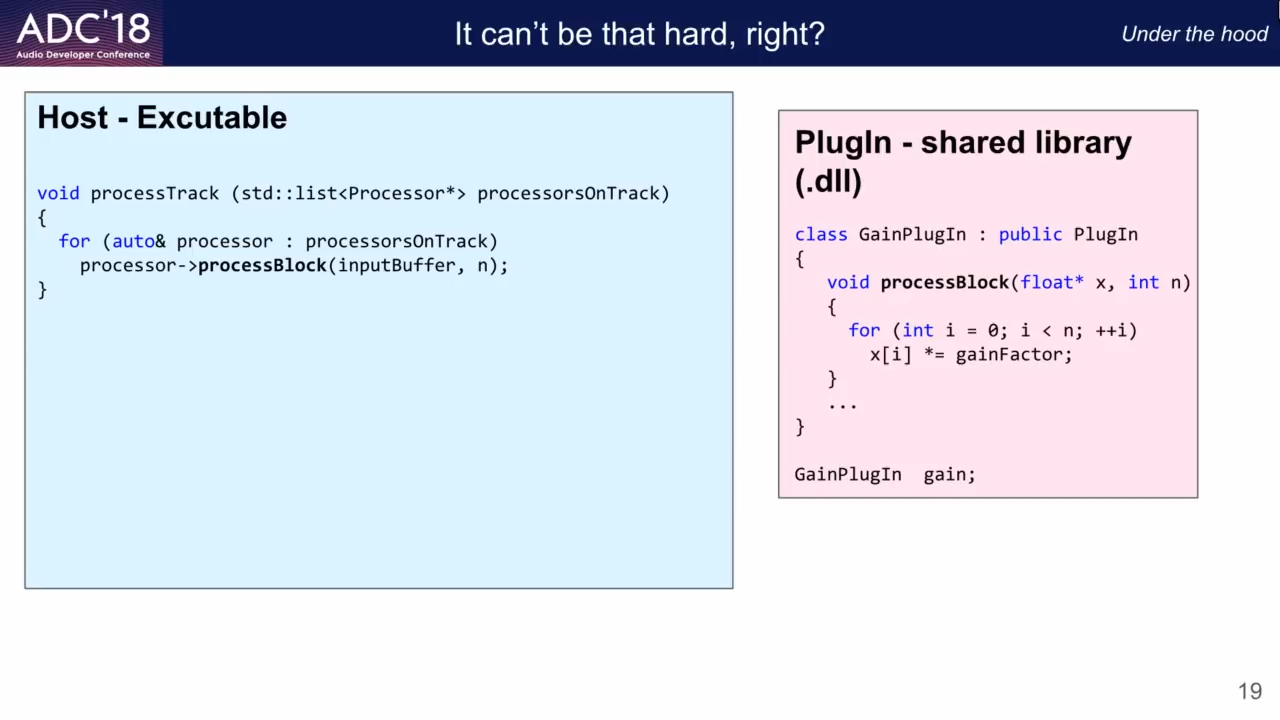 ADC'18
Audio Developer Conference
It can't be that hard, right?
Under the hood
Host - Excutable
void processTrack (std::list<Processor*> processorsOnTrack)
{
for (auto& processor : processorsOnTrack)
processor->processBlock(inputBuffer, n);
}
PlugIn - shared library
(.dll)
class GainPlugIn : public PlugIn
{
void processBlock(float* x, int n)
{
for (int i = 0; i < n; ++i)
x[i] *= gainFactor;
}
...
}
GainPlugIn  gain;
19